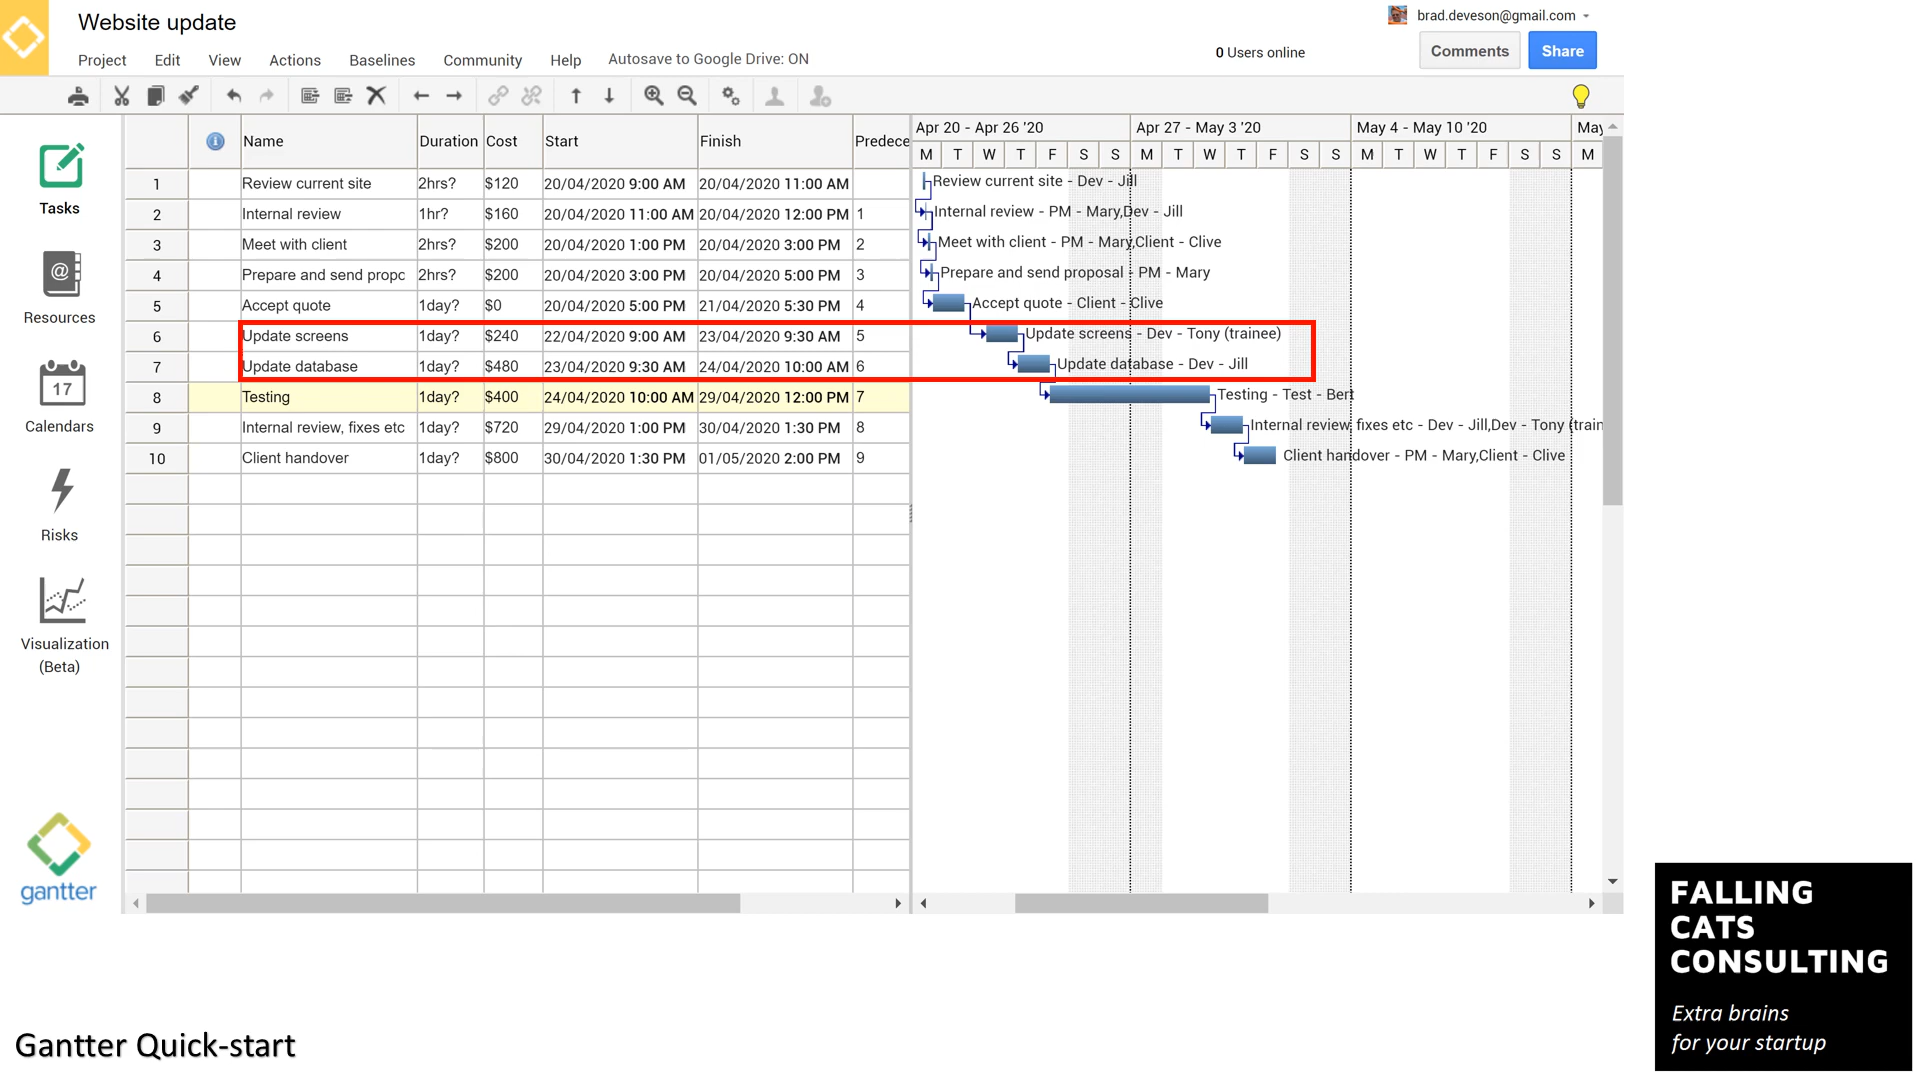 Website update
brad.deveson@gmail.com
Project Edit View Actions Baselines Community Help Autosave to Google Drive: ON
0 Users online
Comments Share
Tasks
Resources
17
Calendars
Risks
Visualization
(Beta)
gantter
Name Duration Cost Start Finish Predece
1 Review current site 2hrs? $120 20/04/2020 9:00 AM 20/04/2020 11:00 AM
2 Internal review 1hr? $160 20/04/2020 11:00 AM 20/04/2020 12:00 PM 1
3 Meet with client 2hrs? $200 20/04/2020 1:00 PM 20/04/2020 3:00 PM 2
4 Prepare and send propc 2hrs? $200 20/04/2020 3:00 PM 20/04/2020 5:00 PM 3
5 Accept quote 1day? $0 20/04/2020 5:00 PM 21/04/2020 5:30 PM 4
6 Update screens 1day? $240 22/04/2020 9:00 AM 23/04/2020 9:30 AM 5
7 Update database 1day? $480 23/04/2020 9:30 AM 24/04/2020 10:00 AM 6
8 Testing 1day? $400 24/04/2020 10:00 AM 29/04/2020 12:00 PM 7
9 Internal review, fixes etc 1day? $720 29/04/2020 1:00 PM 30/04/2020 1:30 PM 8
10 Client handover 1day? $800 30/04/2020 1:30 PM 01/05/2020 2:00 PM 9
Apr 20 - Apr 26 '20 Apr 27 - May 3 '20 May 4 - May 10 '20 May
M T W T F S S M T W T F S S M T W T F S S M
Review current site - Dev - Jill
Internal review - PM - Mary,Dev - Jill
Meet with client - PM - Mary,Client - Clive
Prepare and send proposal - PM - Mary
Accept quote - Client - Clive
Update screens - Dev - Tony (trainee)
Update database - Dev - Jill
Testing - Test - Bert
Internal review, fixes etc - Dev - Jill,Dev - Tony (train
Client handover - PM - Mary,Client - Clive
FALLING
CATS
CONSULTING
Extra brains
for your startup
Gantter Quick-start